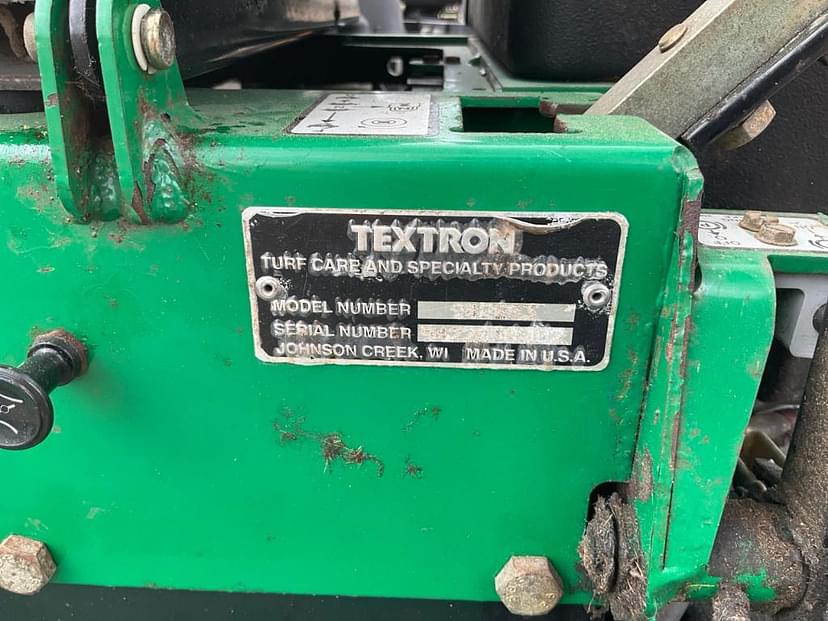 TEXTRON
TURF CARE AND SPECIALTY PRODUCTS
MODEL NUMBER
SERIAL NUMBER
JOHNSON CREEK, WI MADE IN U.S.A.